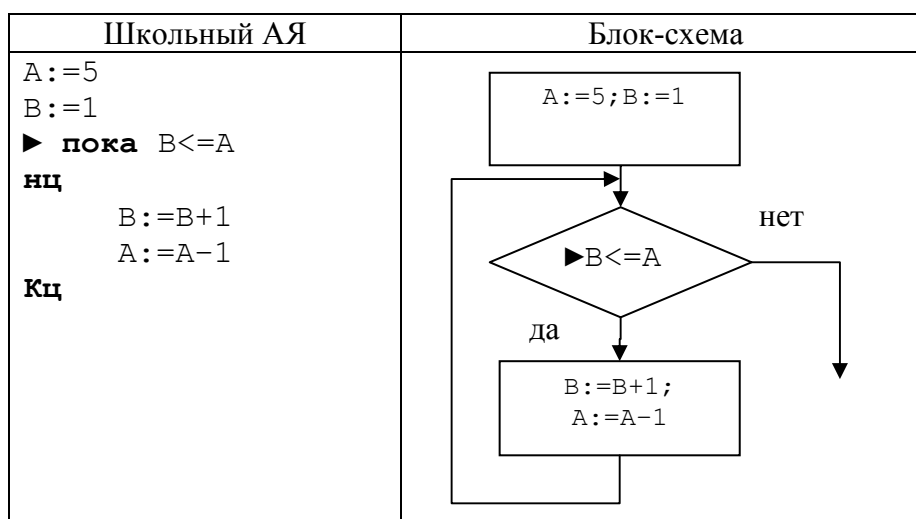 Школьный АЯ
Блок-схема
A:=5
B:=1
► пока B<=A
нц
B:=B+1
A:=A-1
Кц
A:=5;B:=1
нет
►B<=A
да
B:=B+1;
A:=A-1